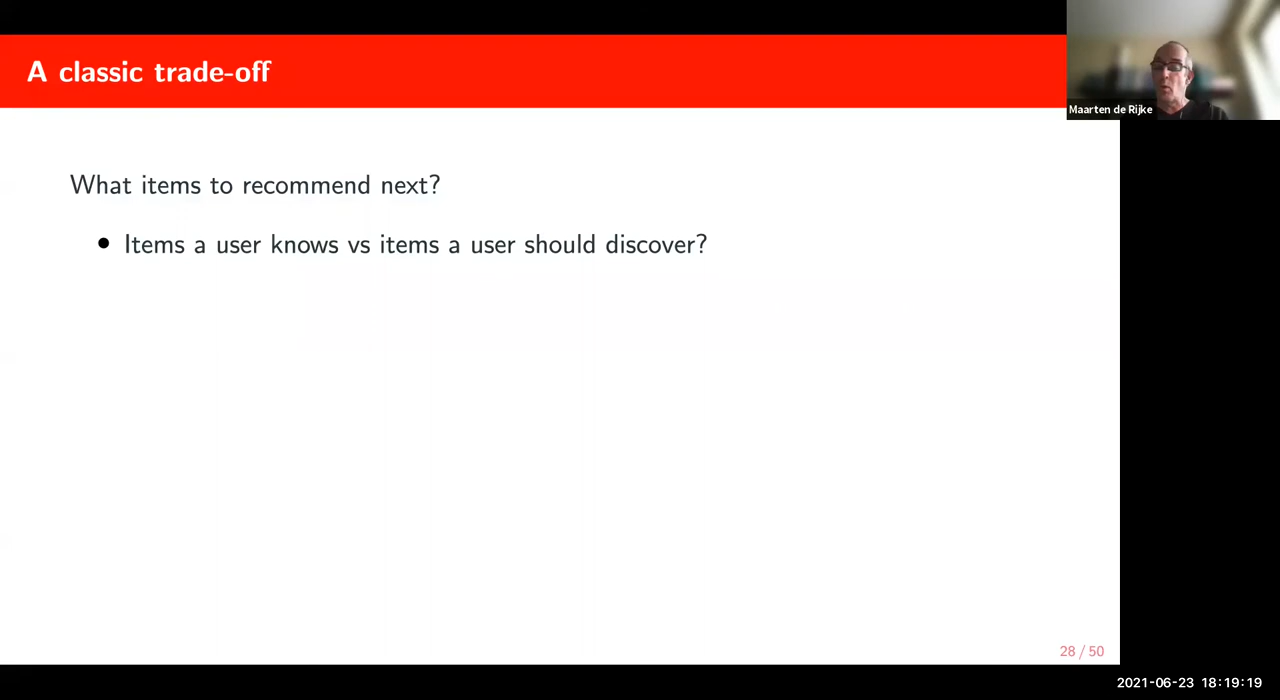 A classic trade-off
Maarten de Rijke
What items to recommend next?
• Items a user knows vs items a user should discover?
28 / 50
2021-06-23 18:19:19